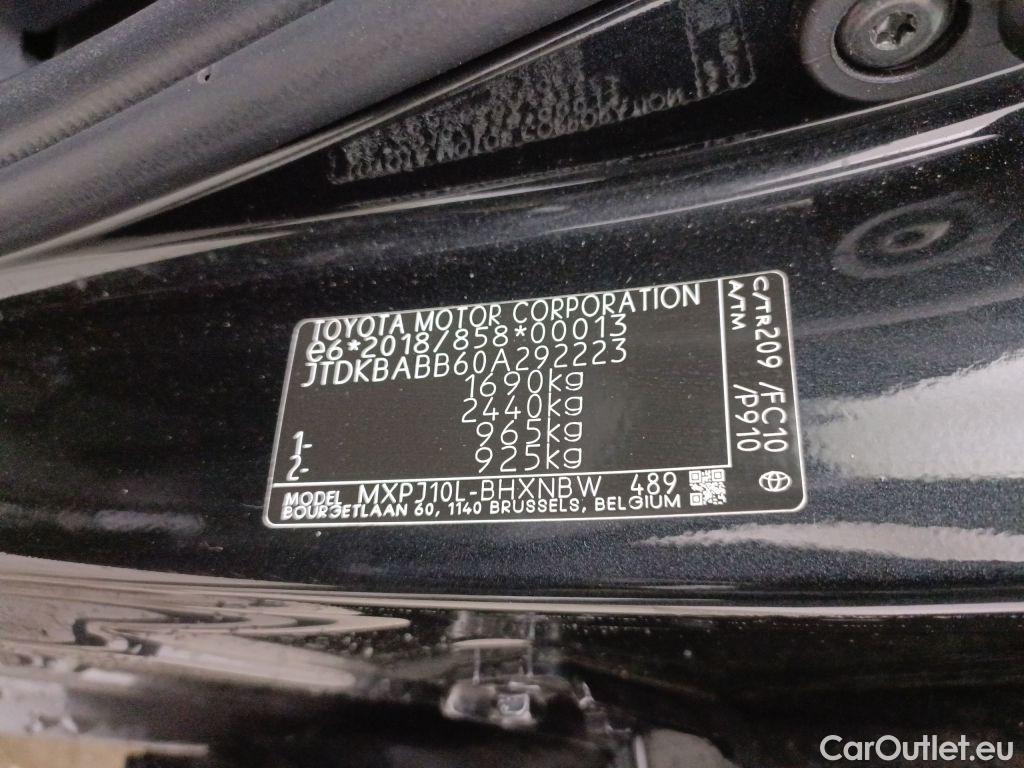 TOYOTA MOTOR CORPORATION
e6*2018/858*00013
JTDKBABB60A292223
1690kg
2440kg
1- 965kg
2- 925kg
MODEL MXPJ10L-BHXNBW 489
BOURGETLAAN 60, 1140 BRUSSELS, BELGIUM
C/TR209 /FC10
A/TM /P910
CarOutlet.eu